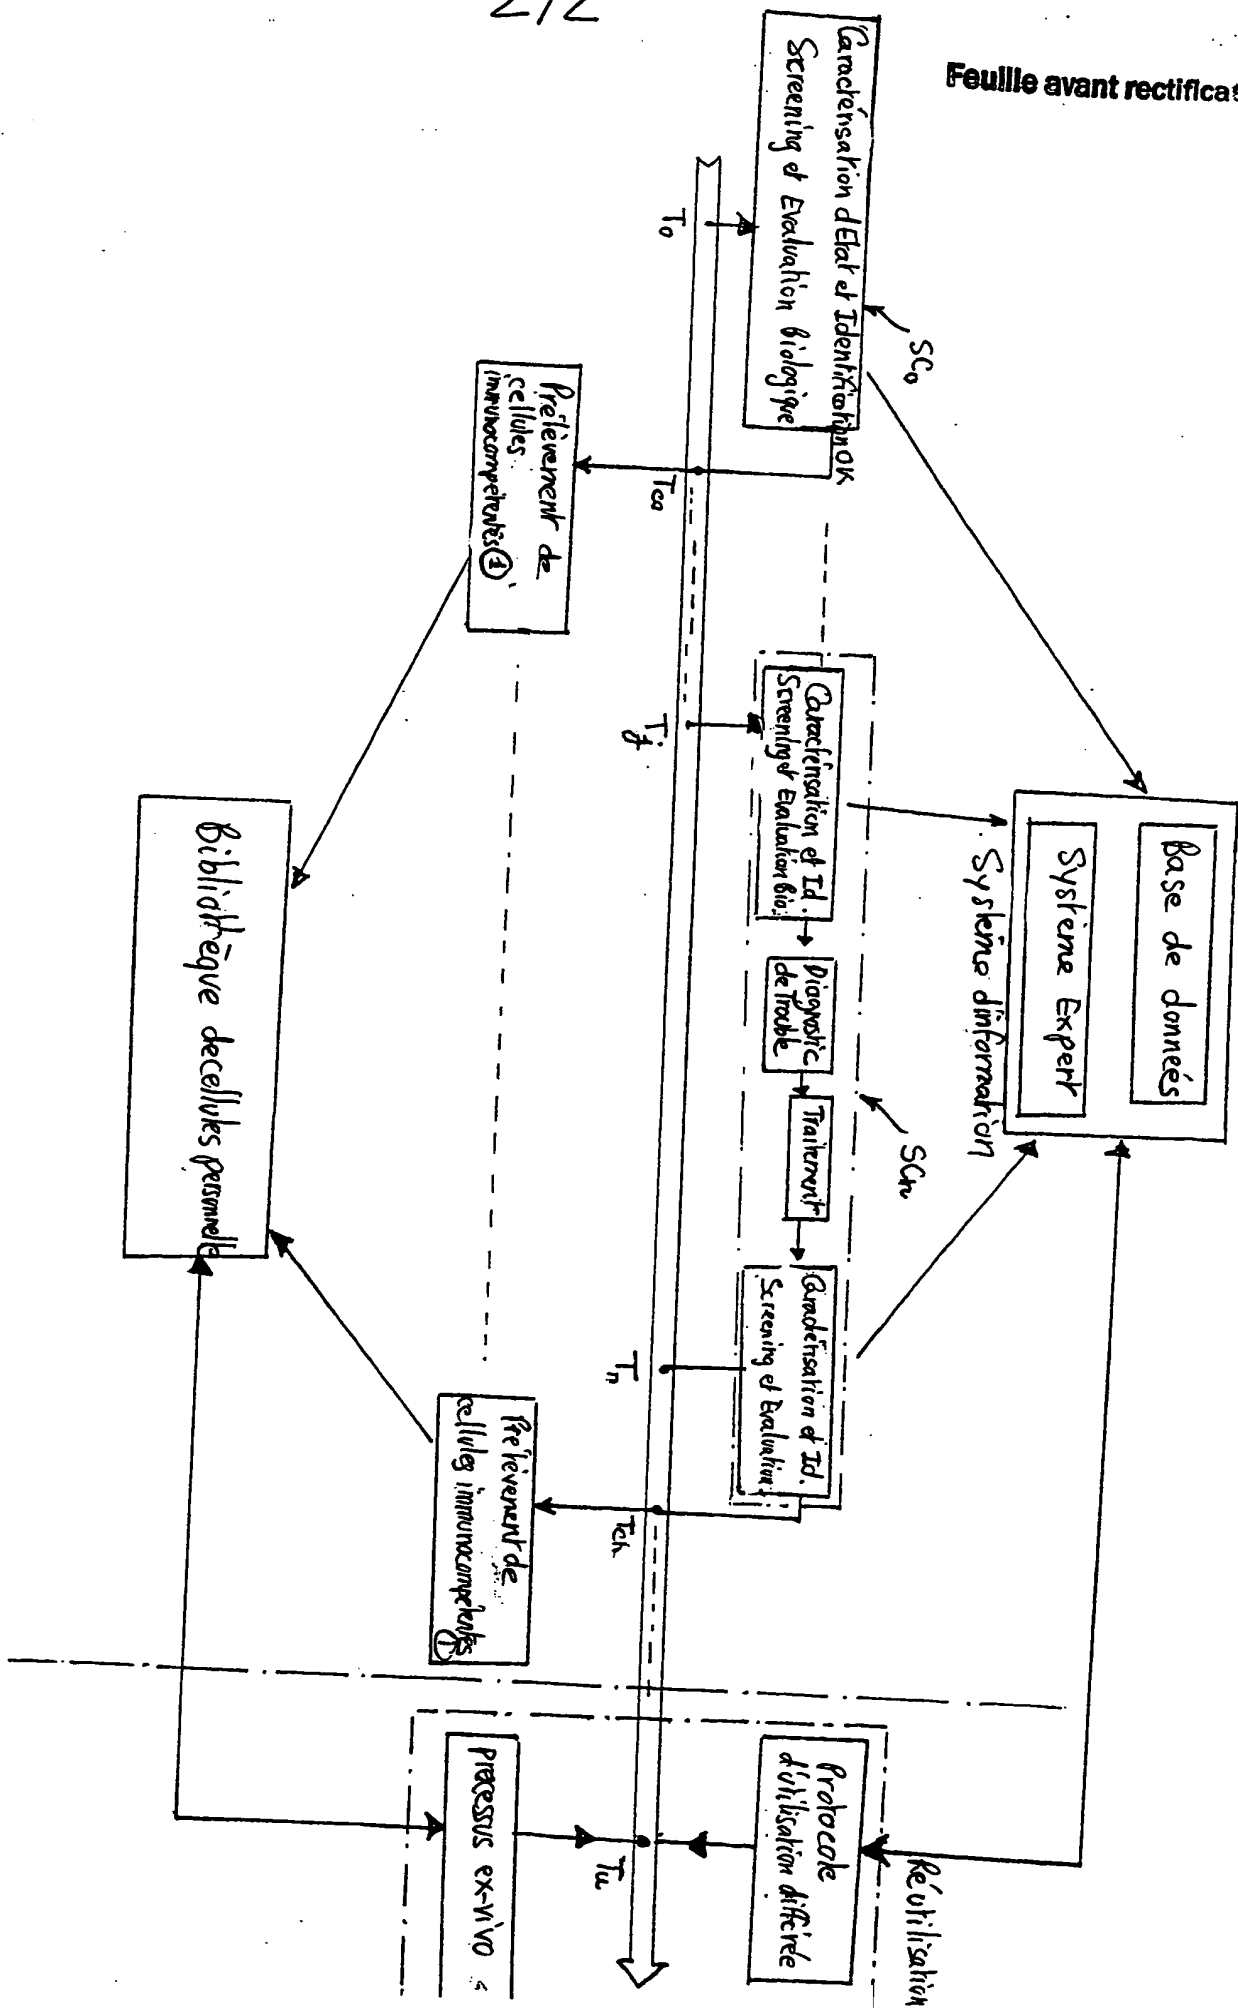 2/2
Feuille avant rectificat
Caractérisation d'Etat et Identification
Screening et Evaluation biologique
OK
SC0
T0
Tco
Prélèvement de
cellules
immunocompétentes ①
Base de données
Système Expert
Système d'information
Caractérisation et Id.
Screening et Evaluation Bio.
Diagnostic
de Trouble
Traitement
Caractérisation et Id.
Screening et Evaluation
SCn
Tj
Tn
Tcn
Prélèvement de
cellules immunocompétentes
①
Bibliothèque de cellules personnelle
Réutilisation
Protocole
d'utilisation différée
Tu
processus ex-vivo